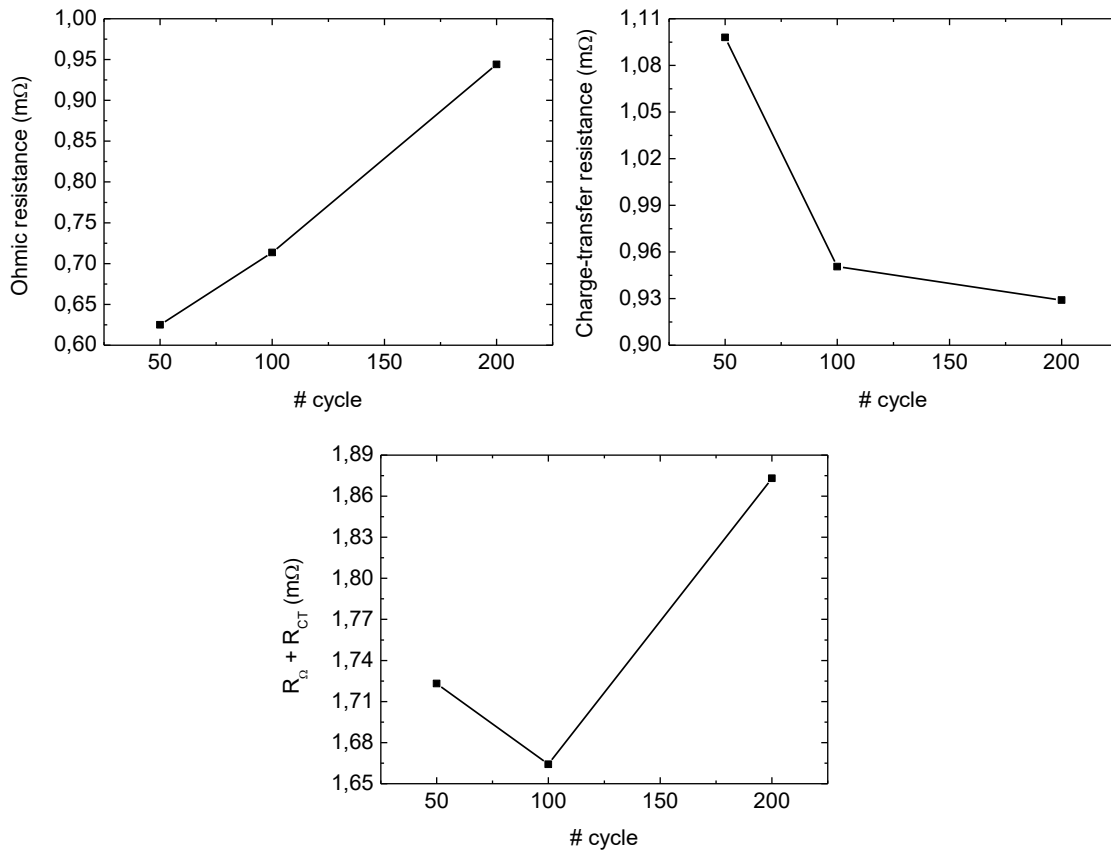 Ohmic resistance (mΩ)
1,00
0,95
0,90
0,85
0,80
0,75
0,70
0,65
0,60
50 100 150 200
# cycle
Charge-transfer resistance (mΩ)
1,11
1,08
1,05
1,02
0,99
0,96
0,93
0,90
50 100 150 200
# cycle
R_Ω + R_CT (mΩ)
1,89
1,86
1,83
1,80
1,77
1,74
1,71
1,68
1,65
50 100 150 200
# cycle